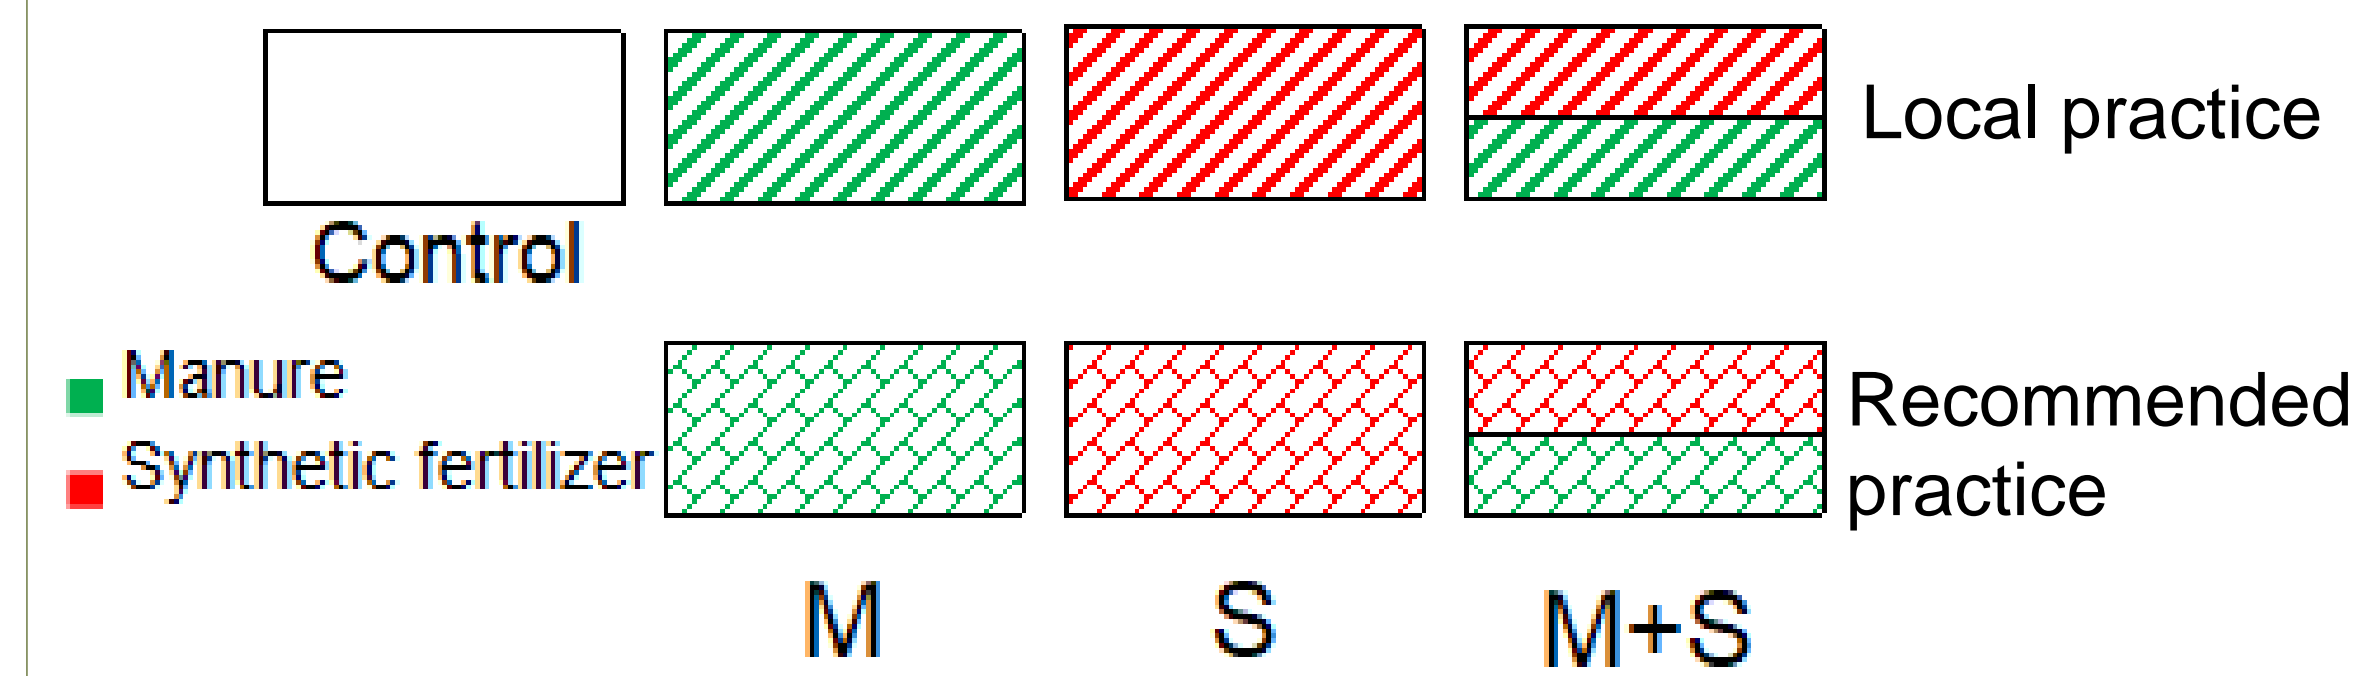 Local practice
Control
Manure
Synthetic fertilizer
Recommended
practice
M
S
M+S